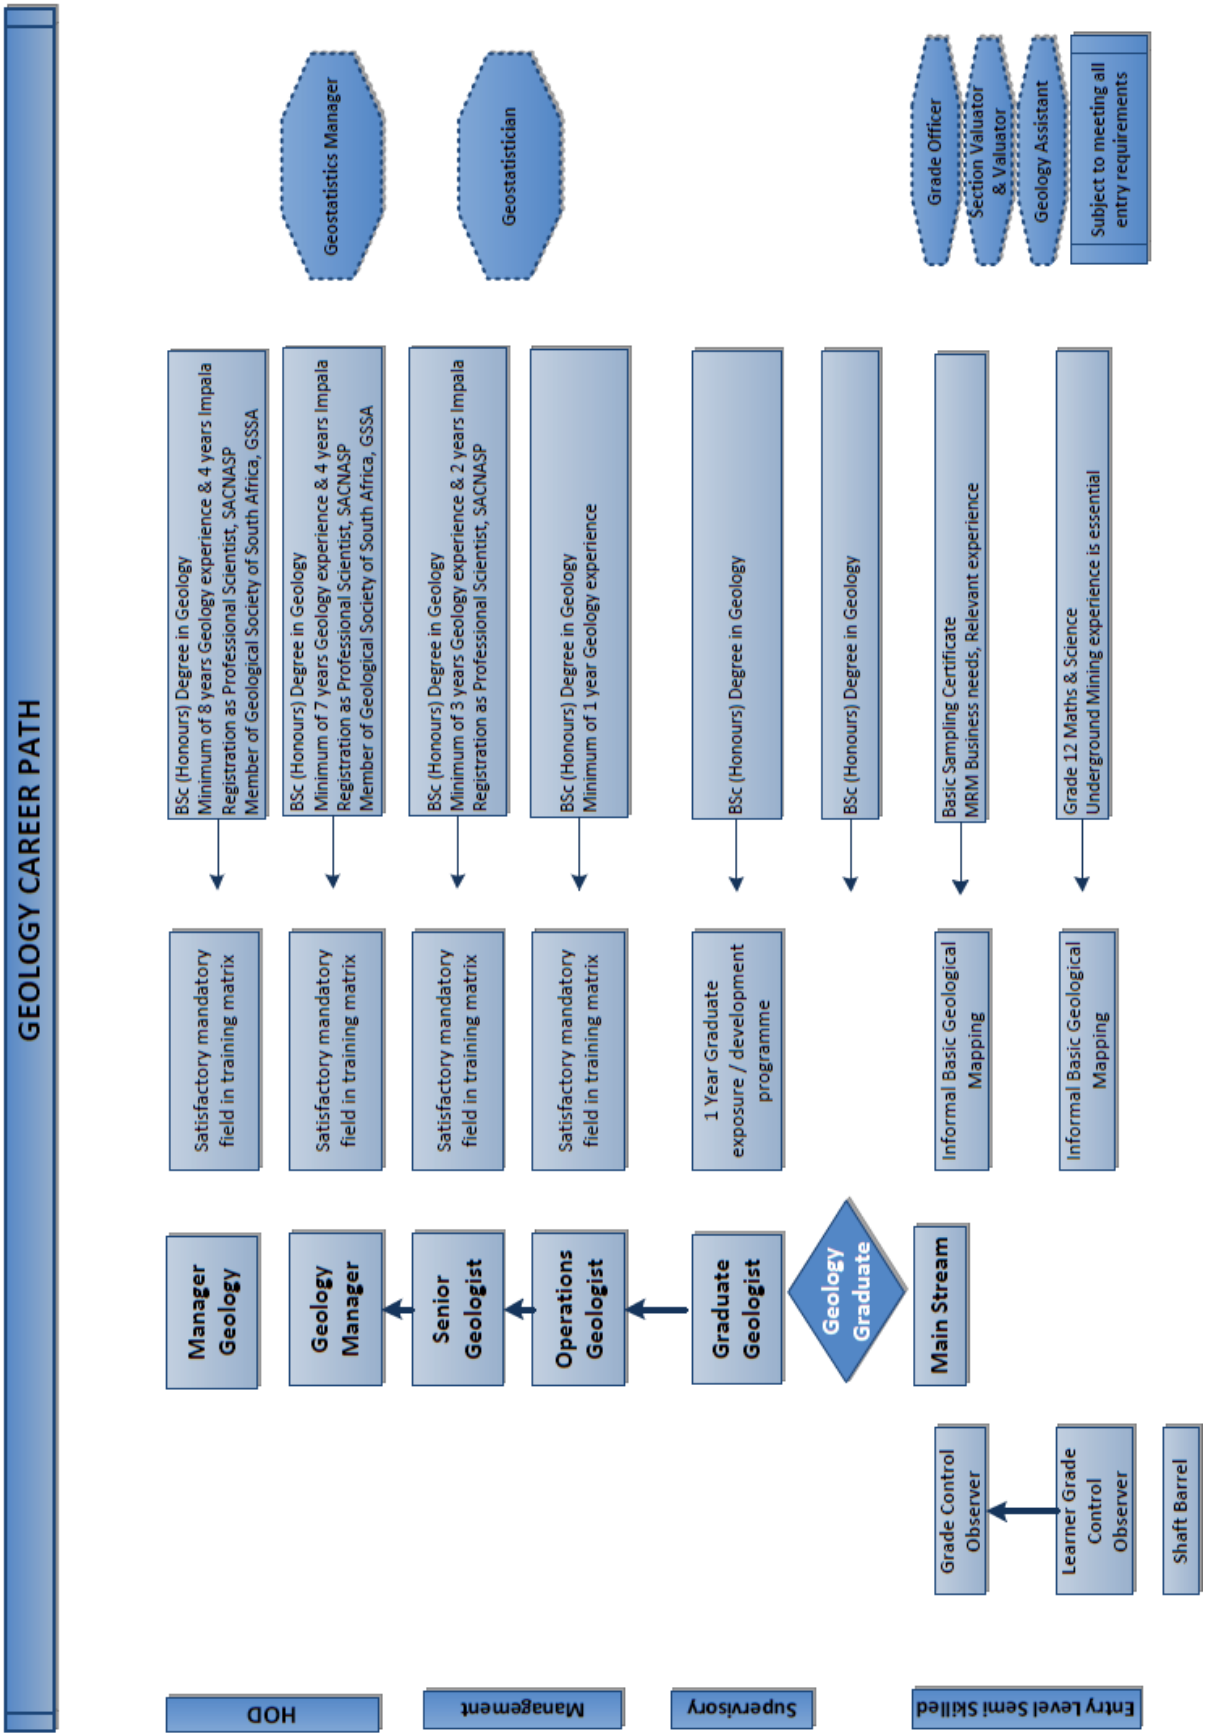 GEOLOGY CAREER PATH
HOD
Manager
Geology
Satisfactory mandatory
field in training matrix
BSc (Honours) Degree in Geology
Minimum of 8 years Geology experience & 4 years Impala
Registration as Professional Scientist, SACNASP
Member of Geological Society of South Africa, GSSA
Geology
Manager
Satisfactory mandatory
field in training matrix
BSc (Honours) Degree in Geology
Minimum of 7 years Geology experience & 4 years Impala
Registration as Professional Scientist, SACNASP
Member of Geological Society of South Africa, GSSA
Geostatistics Manager
Management
Senior
Geologist
Satisfactory mandatory
field in training matrix
BSc (Honours) Degree in Geology
Minimum of 3 years Geology experience & 2 years Impala
Registration as Professional Scientist, SACNASP
Geostatistician
Operations
Geologist
Satisfactory mandatory
field in training matrix
BSc (Honours) Degree in Geology
Minimum of 1 year Geology experience
Supervisory
Graduate
Geologist
1 Year Graduate
exposure / development
programme
BSc (Honours) Degree in Geology
Geology
Graduate
BSc (Honours) Degree in Geology
Entry Level Semi Skilled
Main Stream
Grade Control
Observer
Informal Basic Geological
Mapping
Basic Sampling Certificate
MRM Business needs, Relevant experience
Grade Officer
Section Valuator
& Valuator
Geology Assistant
Learner Grade
Control
Observer
Informal Basic Geological
Mapping
Grade 12 Maths & Science
Underground Mining experience is essential
Subject to meeting all
entry requirements
Shaft Barrel